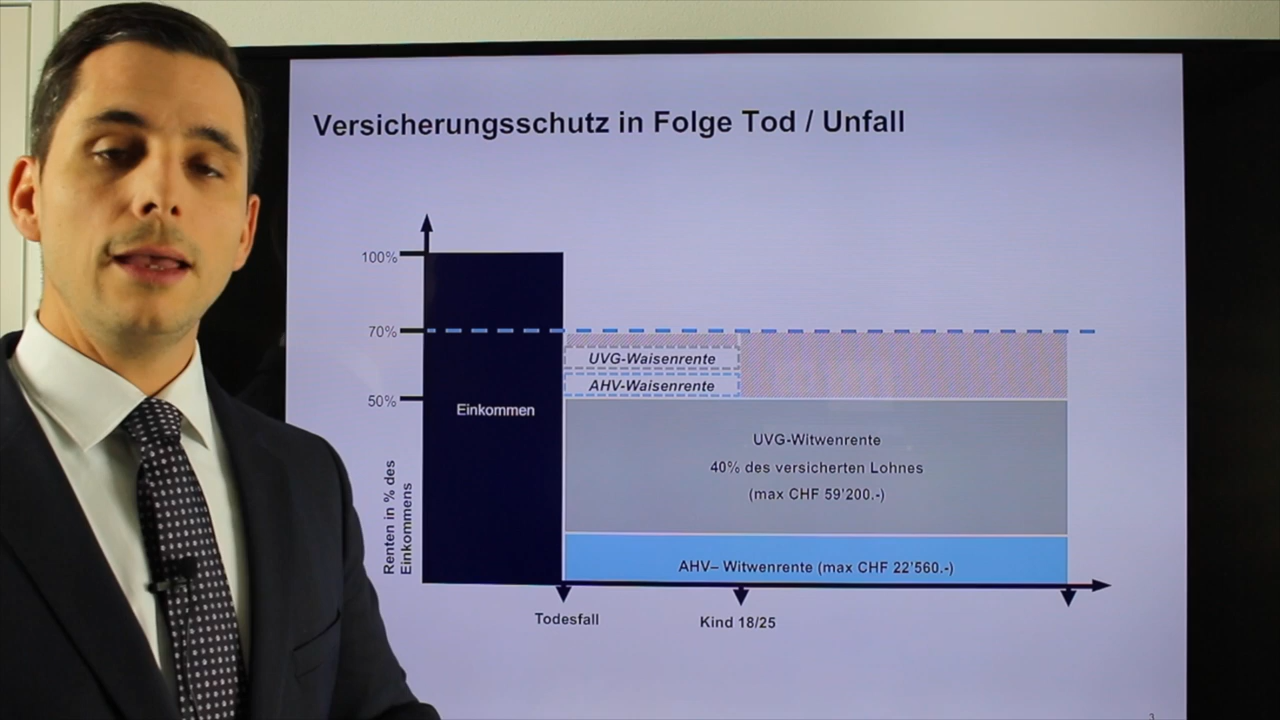 Versicherungsschutz in Folge Tod / Unfall
100%
70%
50%
Renten in % des
Einkommens
Einkommen
UVG-Waisenrente
AHV-Waisenrente
UVG-Witwenrente
40% des versicherten Lohnes
(max CHF 59'200.-)
AHV– Witwenrente (max CHF 22'560.-)
Todesfall
Kind 18/25
3